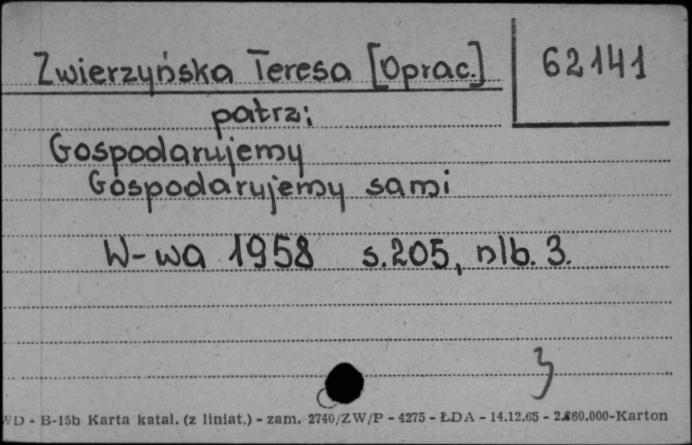 Zwierzyńska Teresa [Oprac.]
62141
patrz:
Gospodarujemy
Gospodarujemy sami
W-wa 1958 s.205, nlb. 3.
3
WD - B-15b Karta katal. (z liniat.) - zam. 2740/ZW/P - 4275 - ŁDA - 14.12.65 - 2.860.000-Karton